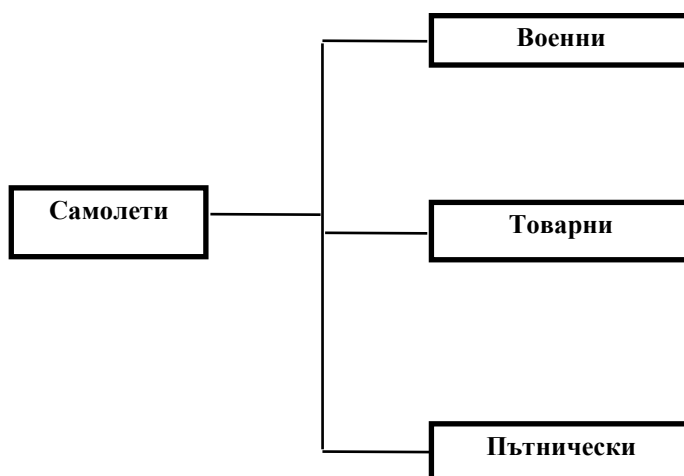 Военни
Самолети
Товарни
Пътнически